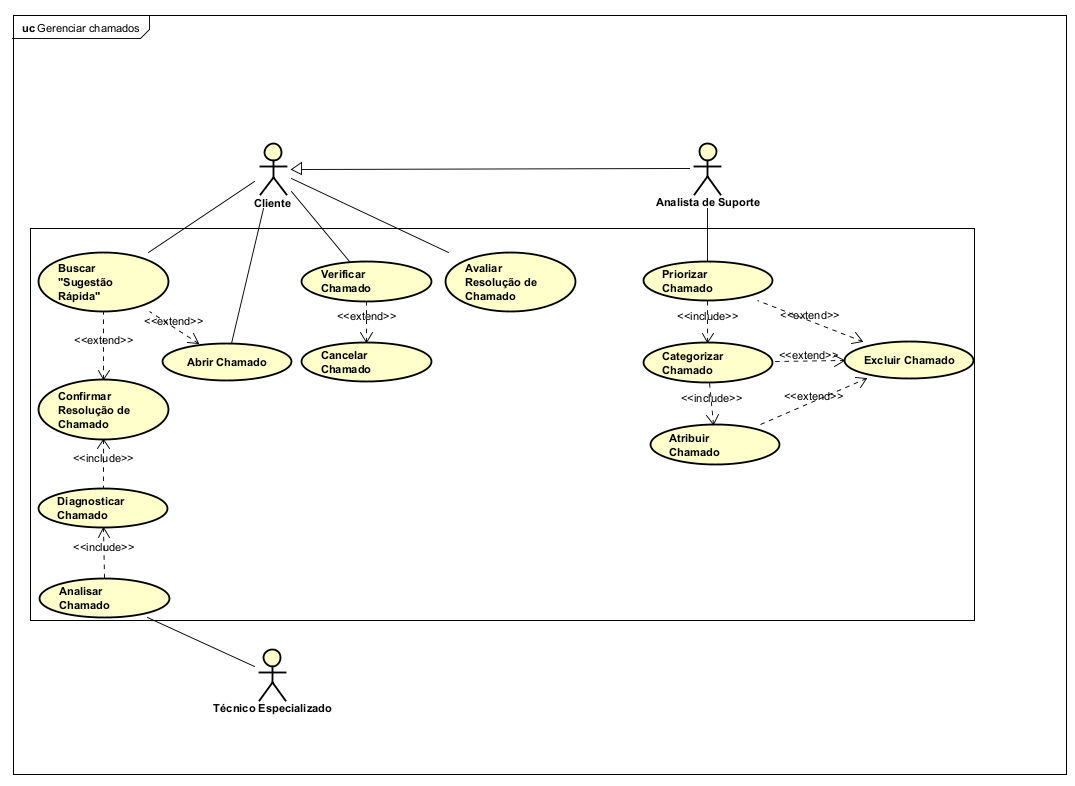 uc Gerenciar chamados
Cliente
Analista de Suporte
Buscar
"Sugestão
Rápida"
Verificar
Chamado
Avaliar
Resolução de
Chamado
Priorizar
Chamado
<<extend>>
<<extend>>
<<include>>
<<extend>>
<<extend>>
Abrir Chamado
Cancelar
Chamado
Categorizar
Chamado
<<extend>>
Excluir Chamado
Confirmar
Resolução de
Chamado
<<include>>
<<extend>>
Atribuir
Chamado
<<include>>
Diagnosticar
Chamado
<<include>>
Analisar
Chamado
Técnico Especializado